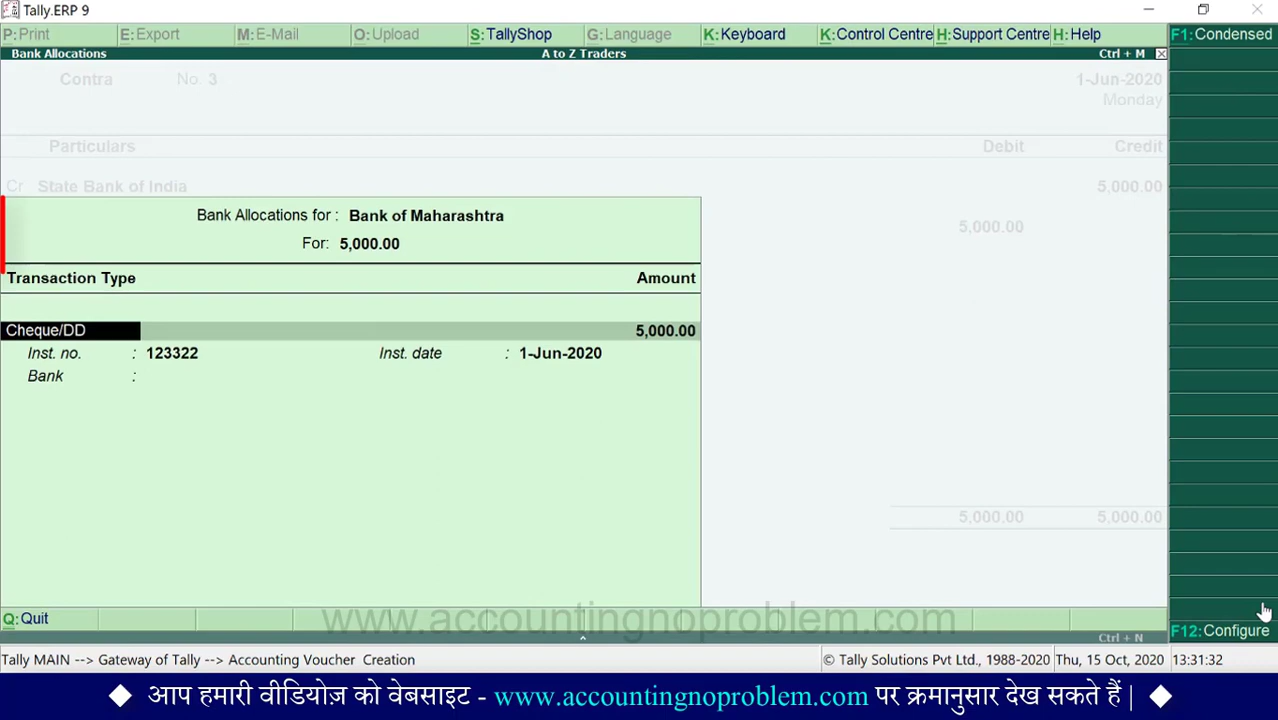 Tally.ERP 9
P: Print E: Export M: E-Mail O: Upload S: TallyShop G: Language K: Keyboard K: Control Centre H: Support Centre H: Help F1: Condensed
Bank Allocations A to Z Traders Ctrl + M
Contra No. 3 1-Jun-2020
Monday
Particulars Debit Credit
Cr State Bank of India 5,000.00
Bank Allocations for : Bank of Maharashtra
5,000.00
For: 5,000.00
Transaction Type Amount
Cheque/DD 5,000.00
Inst. no. : 123322 Inst. date : 1-Jun-2020
Bank :
5,000.00 5,000.00
Q: Quit
www.accountingnoproblem.com
F12: Configure
Ctrl + N
Tally MAIN --> Gateway of Tally --> Accounting Voucher Creation © Tally Solutions Pvt Ltd., 1988-2020 Thu, 15 Oct, 2020 13:31:32
आप हमारी वीडियोज़ को वेबसाइट - www.accountingnoproblem.com पर क्रमानुसार देख सकते हैं |